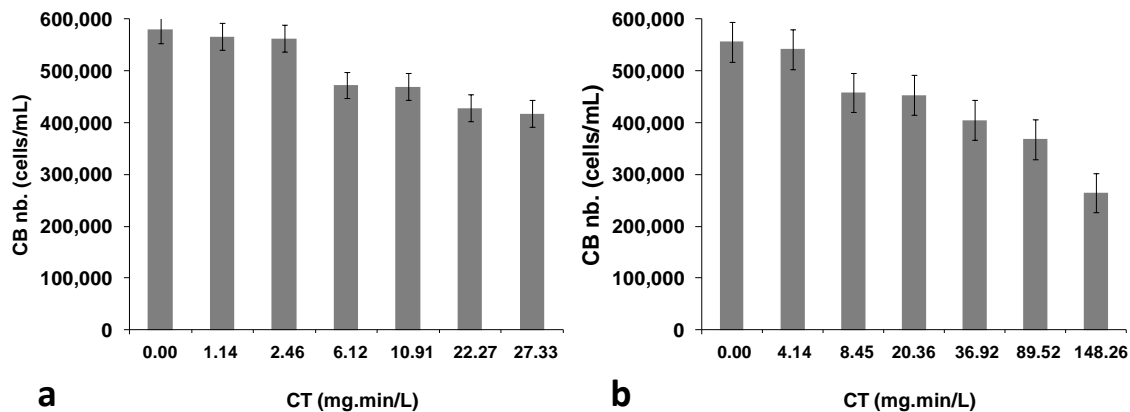 600,000
500,000
400,000
300,000
200,000
100,000
0
CB nb. (cells/mL)
0.00 1.14 2.46 6.12 10.91 22.27 27.33
CT (mg.min/L)
a
600,000
500,000
400,000
300,000
200,000
100,000
0
CB nb. (cells/mL)
0.00 4.14 8.45 20.36 36.92 89.52 148.26
CT (mg.min/L)
b